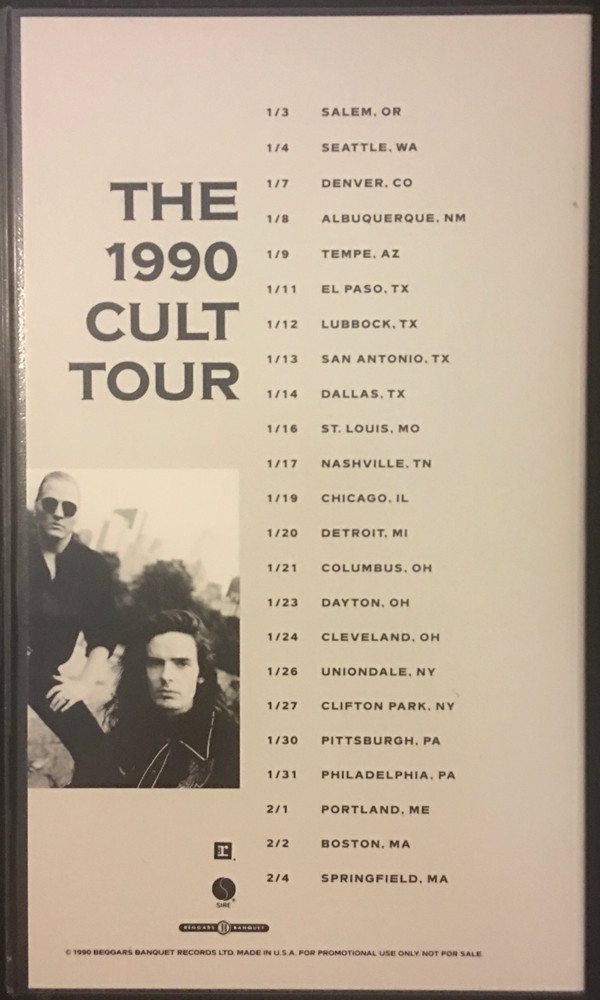 THE
1990
CULT
TOUR
1/3 SALEM, OR
1/4 SEATTLE, WA
1/7 DENVER, CO
1/8 ALBUQUERQUE, NM
1/9 TEMPE, AZ
1/11 EL PASO, TX
1/12 LUBBOCK, TX
1/13 SAN ANTONIO, TX
1/14 DALLAS, TX
1/16 ST. LOUIS, MO
1/17 NASHVILLE, TN
1/19 CHICAGO, IL
1/20 DETROIT, MI
1/21 COLUMBUS, OH
1/23 DAYTON, OH
1/24 CLEVELAND, OH
1/26 UNIONDALE, NY
1/27 CLIFTON PARK, NY
1/30 PITTSBURGH, PA
1/31 PHILADELPHIA, PA
2/1 PORTLAND, ME
2/2 BOSTON, MA
2/4 SPRINGFIELD, MA
r
SIRE
BEGGARS BANQUET
© 1990 BEGGARS BANQUET RECORDS LTD. MADE IN U.S.A. FOR PROMOTIONAL USE ONLY. NOT FOR SALE.